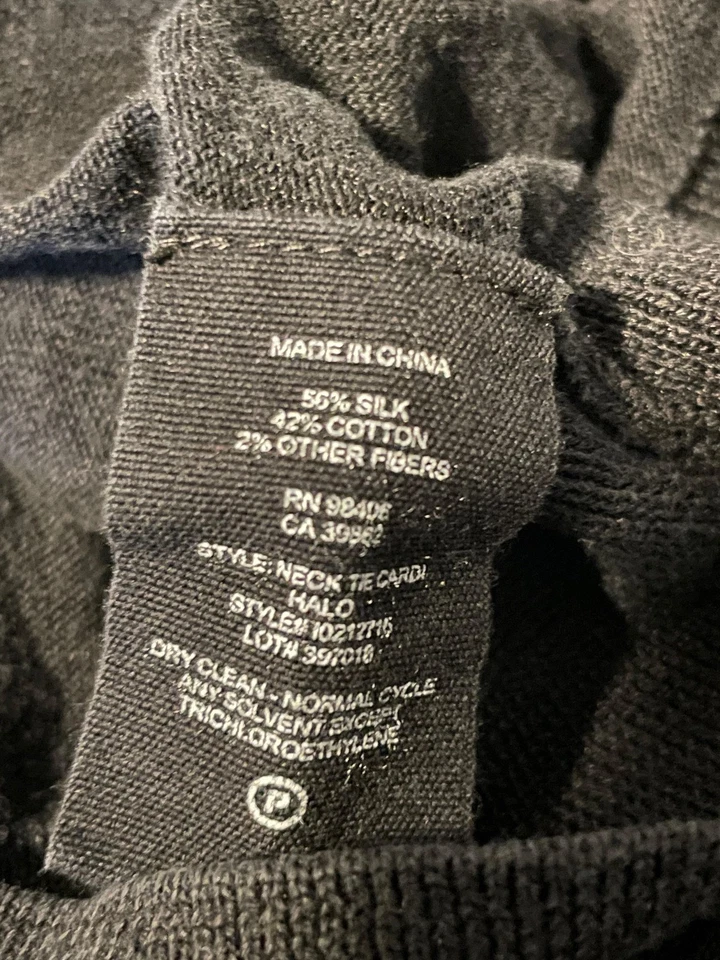 MADE IN CHINA
56% SILK
42% COTTON
2% OTHER FIBERS
RN 98406
CA 39962
STYLE: NECK TIE CARDI
HALO
STYLE# I0212716
LOT# 397018
DRY CLEAN - NORMAL CYCLE
ANY SOLVENT EXCEPT
TRICHLOROETHYLENE
P